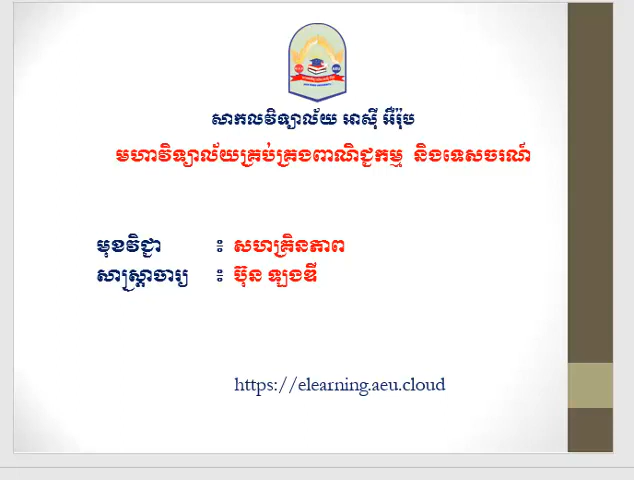 សាកលវិទ្យាល័យ អាស៊ី អឺរ៉ុប
មហាវិទ្យាល័យគ្រប់គ្រងពាណិជ្ជកម្ម និងទេសចរណ៍
មុខវិជ្ជា ៖ សហគ្រិនភាព
សាស្ត្រាចារ្យ ៖ ប៊ុន ឡុងឌី
https://elearning.aeu.cloud